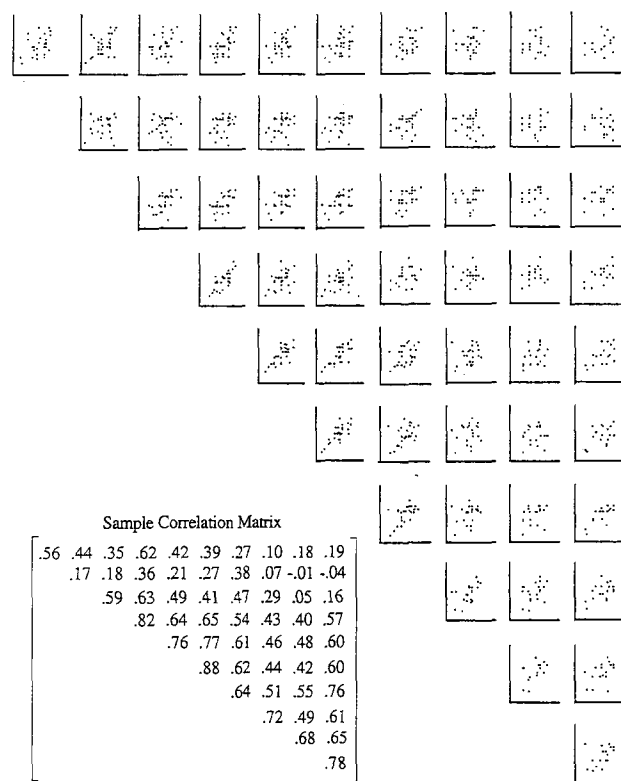 Sample Correlation Matrix
.56 .44 .35 .62 .42 .39 .27 .10 .18 .19
.17 .18 .36 .21 .27 .38 .07 -.01 -.04
.59 .63 .49 .41 .47 .29 .05 .16
.82 .64 .65 .54 .43 .40 .57
.76 .77 .61 .46 .48 .60
.88 .62 .44 .42 .60
.64 .51 .55 .76
.72 .49 .61
.68 .65
.78